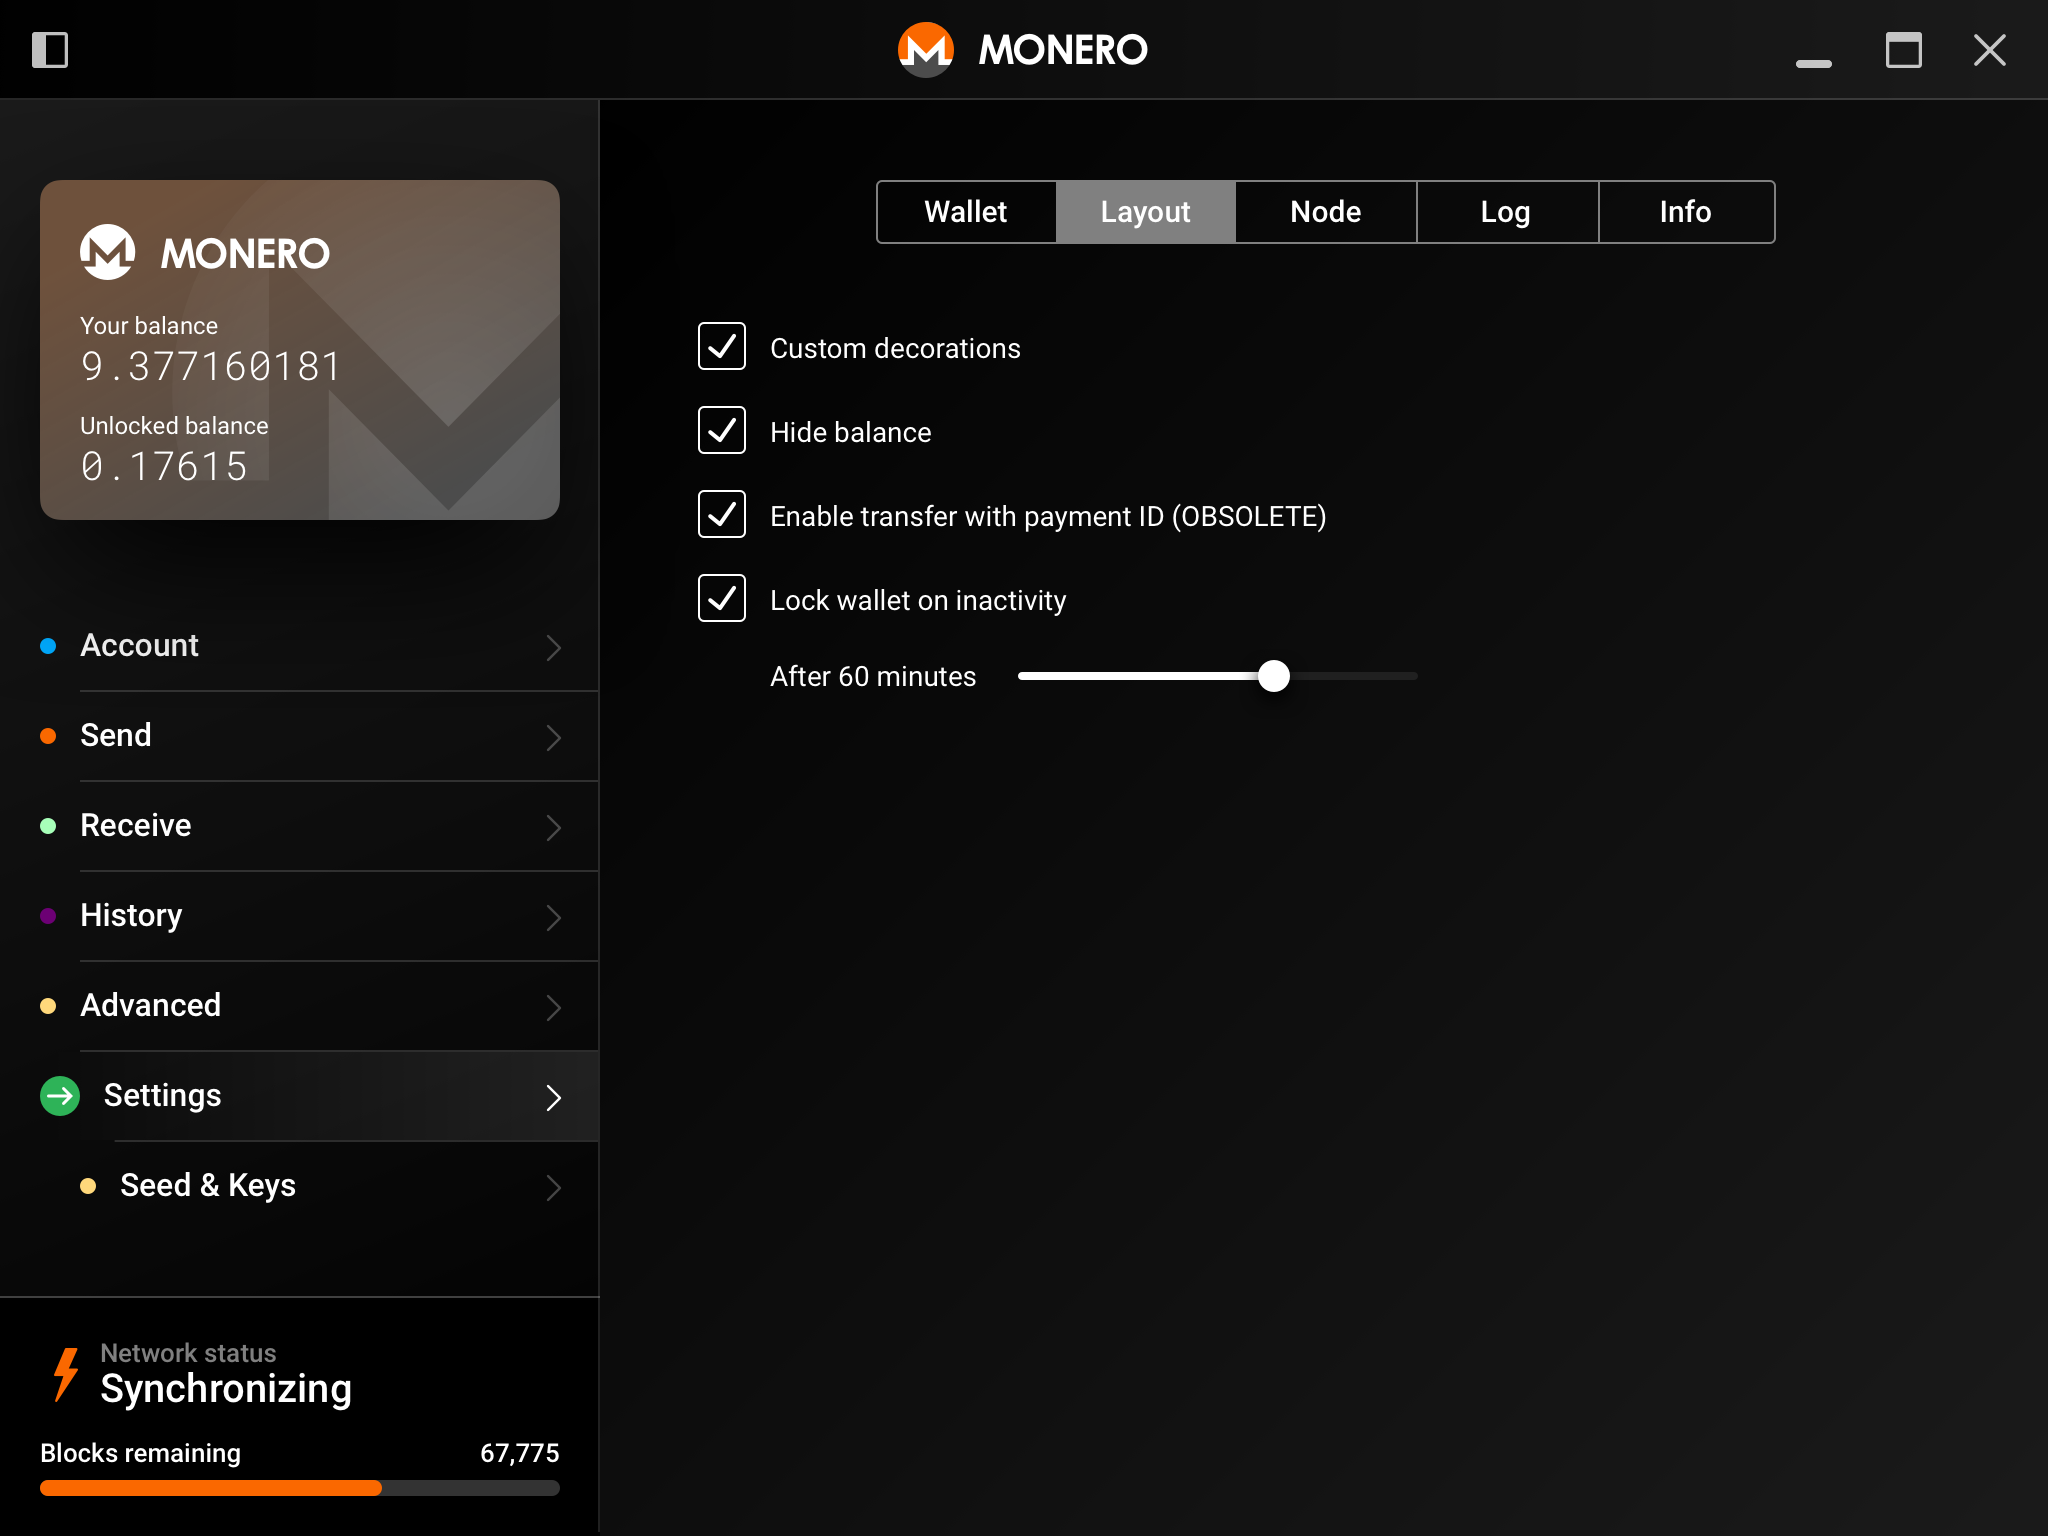 MONERO
MONERO
Your balance
9.377160181
Unlocked balance
0.17615
Account
Send
Receive
History
Advanced
Settings
Seed & Keys
Network status
Synchronizing
Blocks remaining 67,775
Wallet Layout Node Log Info
Custom decorations
Hide balance
Enable transfer with payment ID (OBSOLETE)
Lock wallet on inactivity
After 60 minutes